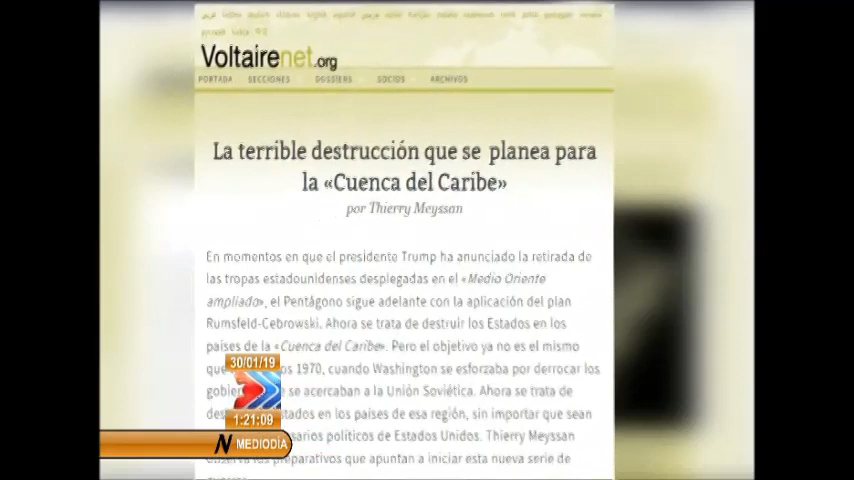 Voltairenet.org
PORTADA SECCIONES DOSSIERS SOCIOS ARCHIVOS
La terrible destrucción que se planea para
la «Cuenca del Caribe»
por Thierry Meyssan
En momentos en que el presidente Trump ha anunciado la retirada de
las tropas estadounidenses desplegadas en el «Medio Oriente
ampliado», el Pentágono sigue adelante con la aplicación del plan
Rumsfeld-Cebrowski. Ahora se trata de destruir los Estados en los
países de la «Cuenca del Caribe». Pero el objetivo ya no es el mismo
que os 1970, cuando Washington se esforzaba por derrocar los
gobier se acercaban a la Unión Soviética. Ahora se trata de
des stados en los países de esa región, sin importar que sean
sarios políticos de Estados Unidos. Thierry Meyssan
preparativos que apuntan a iniciar esta nueva serie de
30/01/19
1:21:09
N MEDIODÍA